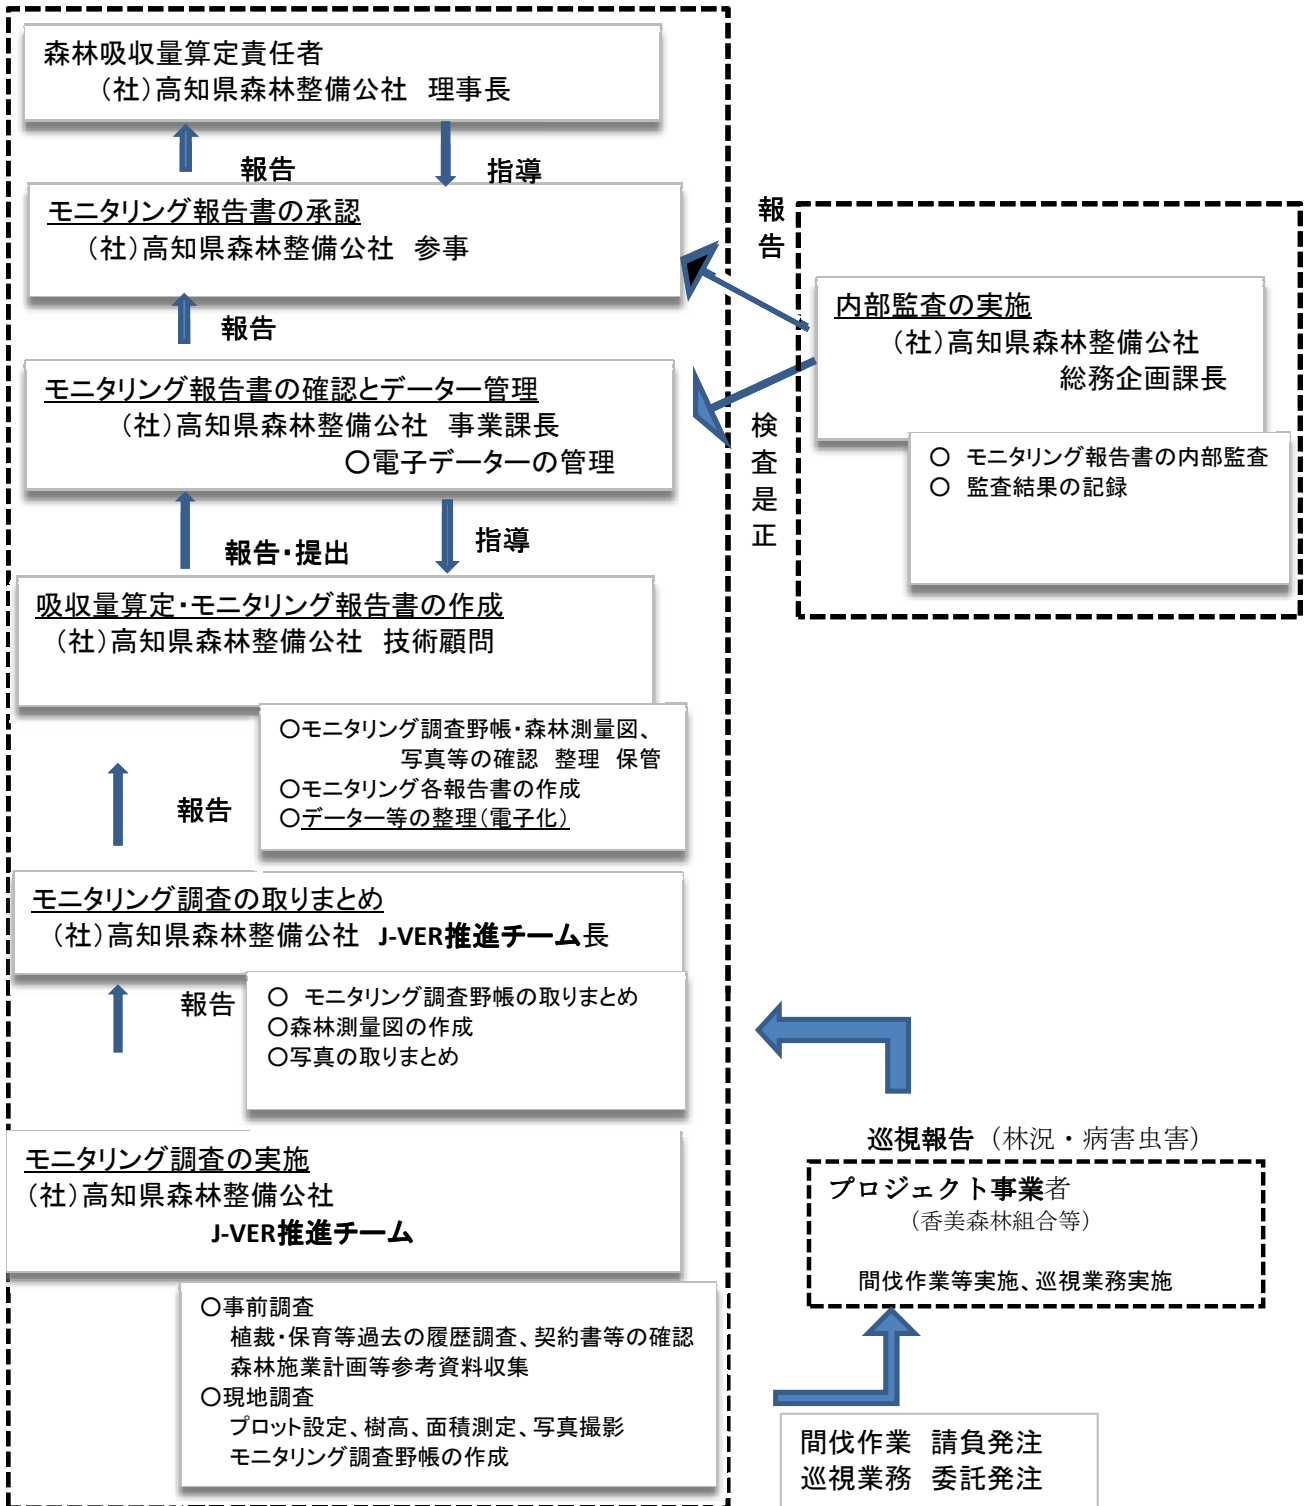 森林吸収量算定責任者
（社）高知県森林整備公社 理事長
報告
指導
モニタリング報告書の承認
（社）高知県森林整備公社 参事
報告
モニタリング報告書の確認とデーター管理
（社）高知県森林整備公社 事業課長
〇電子データーの管理
報告・提出
指導
吸収量算定・モニタリング報告書の作成
（社）高知県森林整備公社 技術顧問
〇モニタリング調査野帳・森林測量図、
写真等の確認 整理 保管
〇モニタリング各報告書の作成
〇データー等の整理（電子化）
報告
モニタリング調査の取りまとめ
（社）高知県森林整備公社 J-VER推進チーム長
報告
〇 モニタリング調査野帳の取りまとめ
〇森林測量図の作成
〇写真の取りまとめ
モニタリング調査の実施
（社）高知県森林整備公社
J-VER推進チーム
〇事前調査
植裁・保育等過去の履歴調査、契約書等の確認
森林施業計画等参考資料収集
〇現地調査
プロット設定、樹高、面積測定、写真撮影
モニタリング調査野帳の作成
報告
検査是正
内部監査の実施
（社）高知県森林整備公社
総務企画課長
〇 モニタリング報告書の内部監査
〇 監査結果の記録
巡視報告（林況・病害虫害）
プロジェクト事業者
（香美森林組合等）
間伐作業等実施、巡視業務実施
間伐作業 請負発注
巡視業務 委託発注